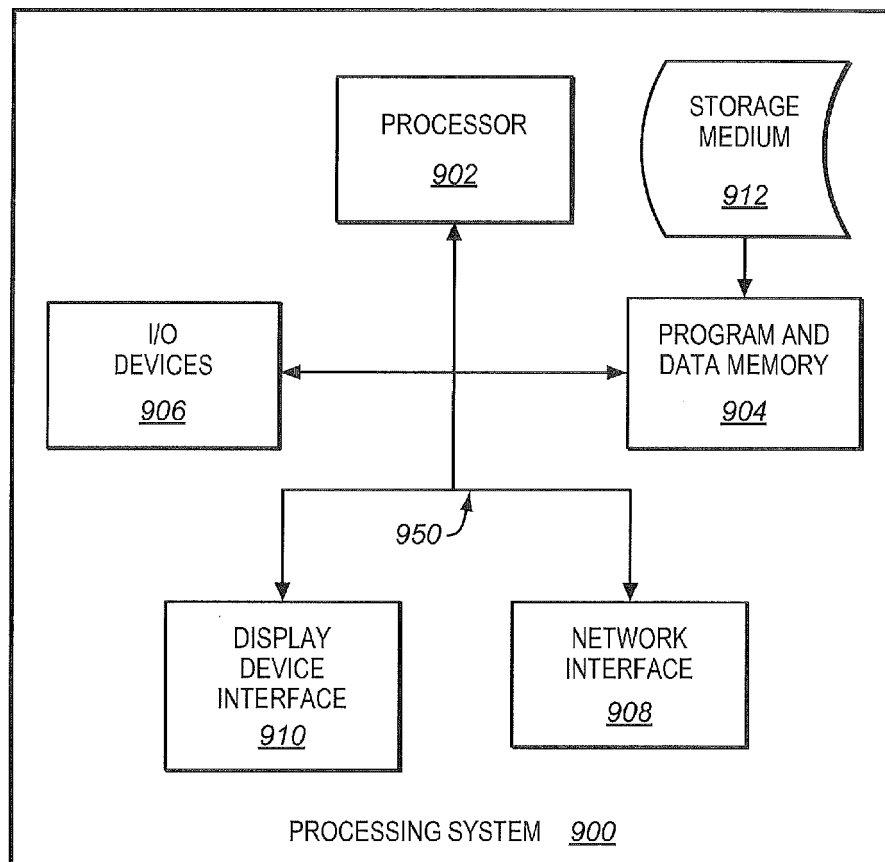 PROCESSOR
902
STORAGE
MEDIUM
912
I/O
DEVICES
906
PROGRAM AND
DATA MEMORY
904
950
DISPLAY
DEVICE
INTERFACE
910
NETWORK
INTERFACE
908
PROCESSING SYSTEM 900